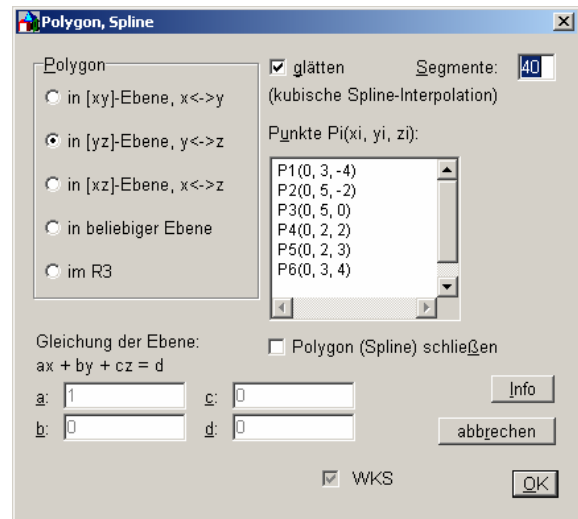 Polygon, Spline
Polygon
in [xy]-Ebene, x<->y
in [yz]-Ebene, y<->z
in [xz]-Ebene, x<->z
in beliebiger Ebene
im R3
glätten Segmente: 40
(kubische Spline-Interpolation)
Punkte Pi(xi, yi, zi):
P1(0, 3, -4)
P2(0, 5, -2)
P3(0, 5, 0)
P4(0, 2, 2)
P5(0, 2, 3)
P6(0, 3, 4)
Polygon (Spline) schließen
Gleichung der Ebene:
ax + by + cz = d
a: 1 c: 0
b: 0 d: 0
Info
abbrechen
WKS
OK